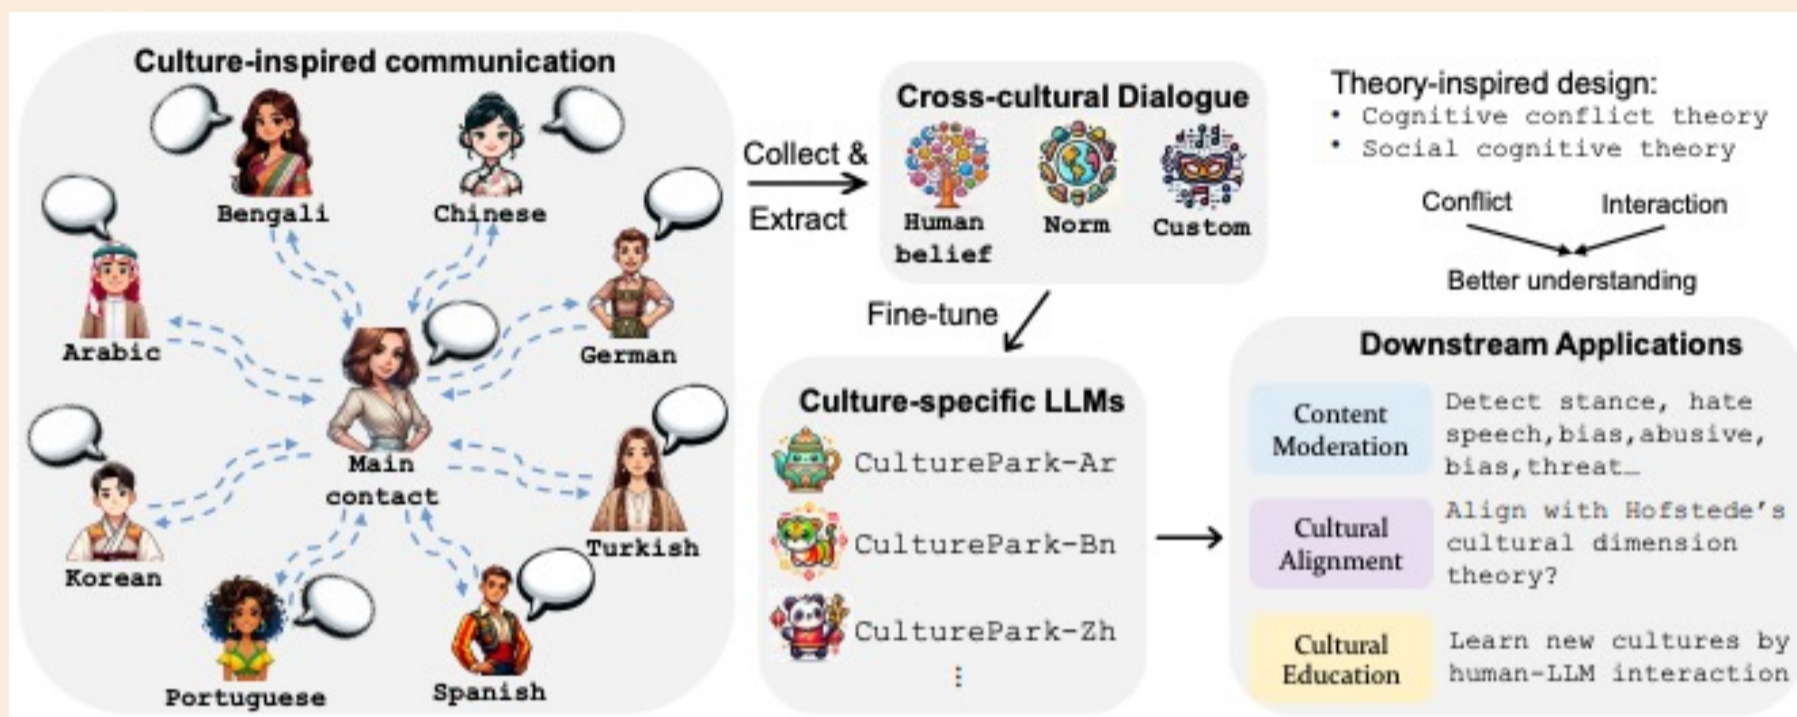 Culture-inspired communication
Bengali
Chinese
Arabic
German
Main
contact
Korean
Turkish
Portuguese
Spanish
Collect &
Extract
Cross-cultural Dialogue
Human
belief
Norm
Custom
Fine-tune
Culture-specific LLMs
CulturePark-Ar
CulturePark-Bn
CulturePark-Zh
⋮
Theory-inspired design:
• Cognitive conflict theory
• Social cognitive theory
Conflict
Interaction
Better understanding
Downstream Applications
Content
Moderation
Detect stance, hate
speech,bias,abusive,
bias,threat…
Cultural
Alignment
Align with Hofstede's
cultural dimension
theory?
Cultural
Education
Learn new cultures by
human-LLM interaction